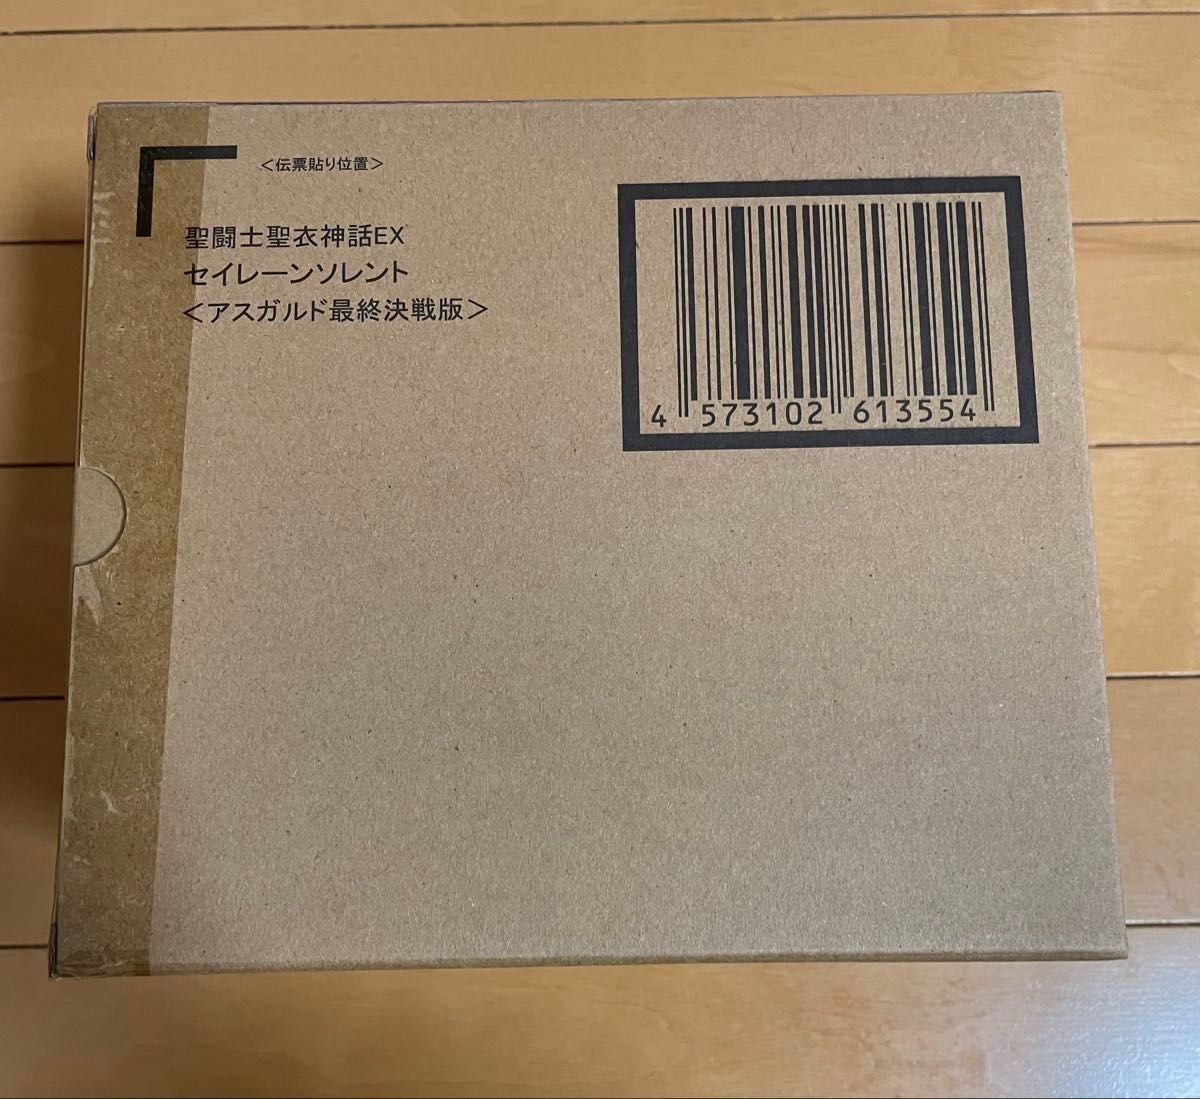 ＜伝票貼り位置＞
聖闘士聖衣神話EX
セイレーンソレント
＜アスガルド最終決戦版＞
4 573102 613554